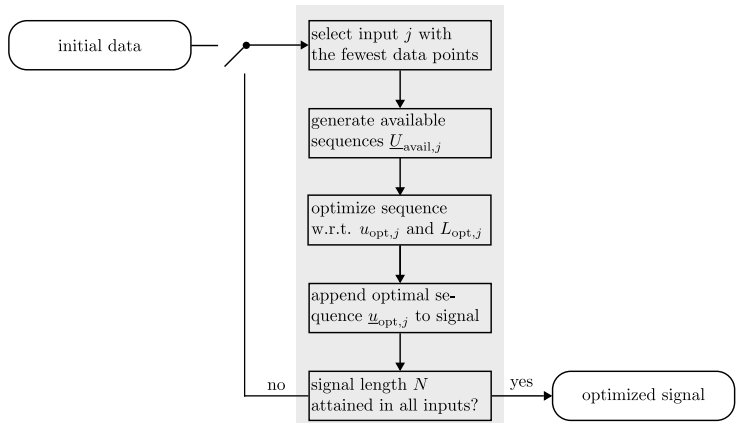 initial data
select input j with
the fewest data points
generate available
sequences U_avail,j
optimize sequence
w.r.t. u_opt,j and L_opt,j
append optimal se-
quence u_opt,j to signal
no
signal length N
attained in all inputs?
yes
optimized signal